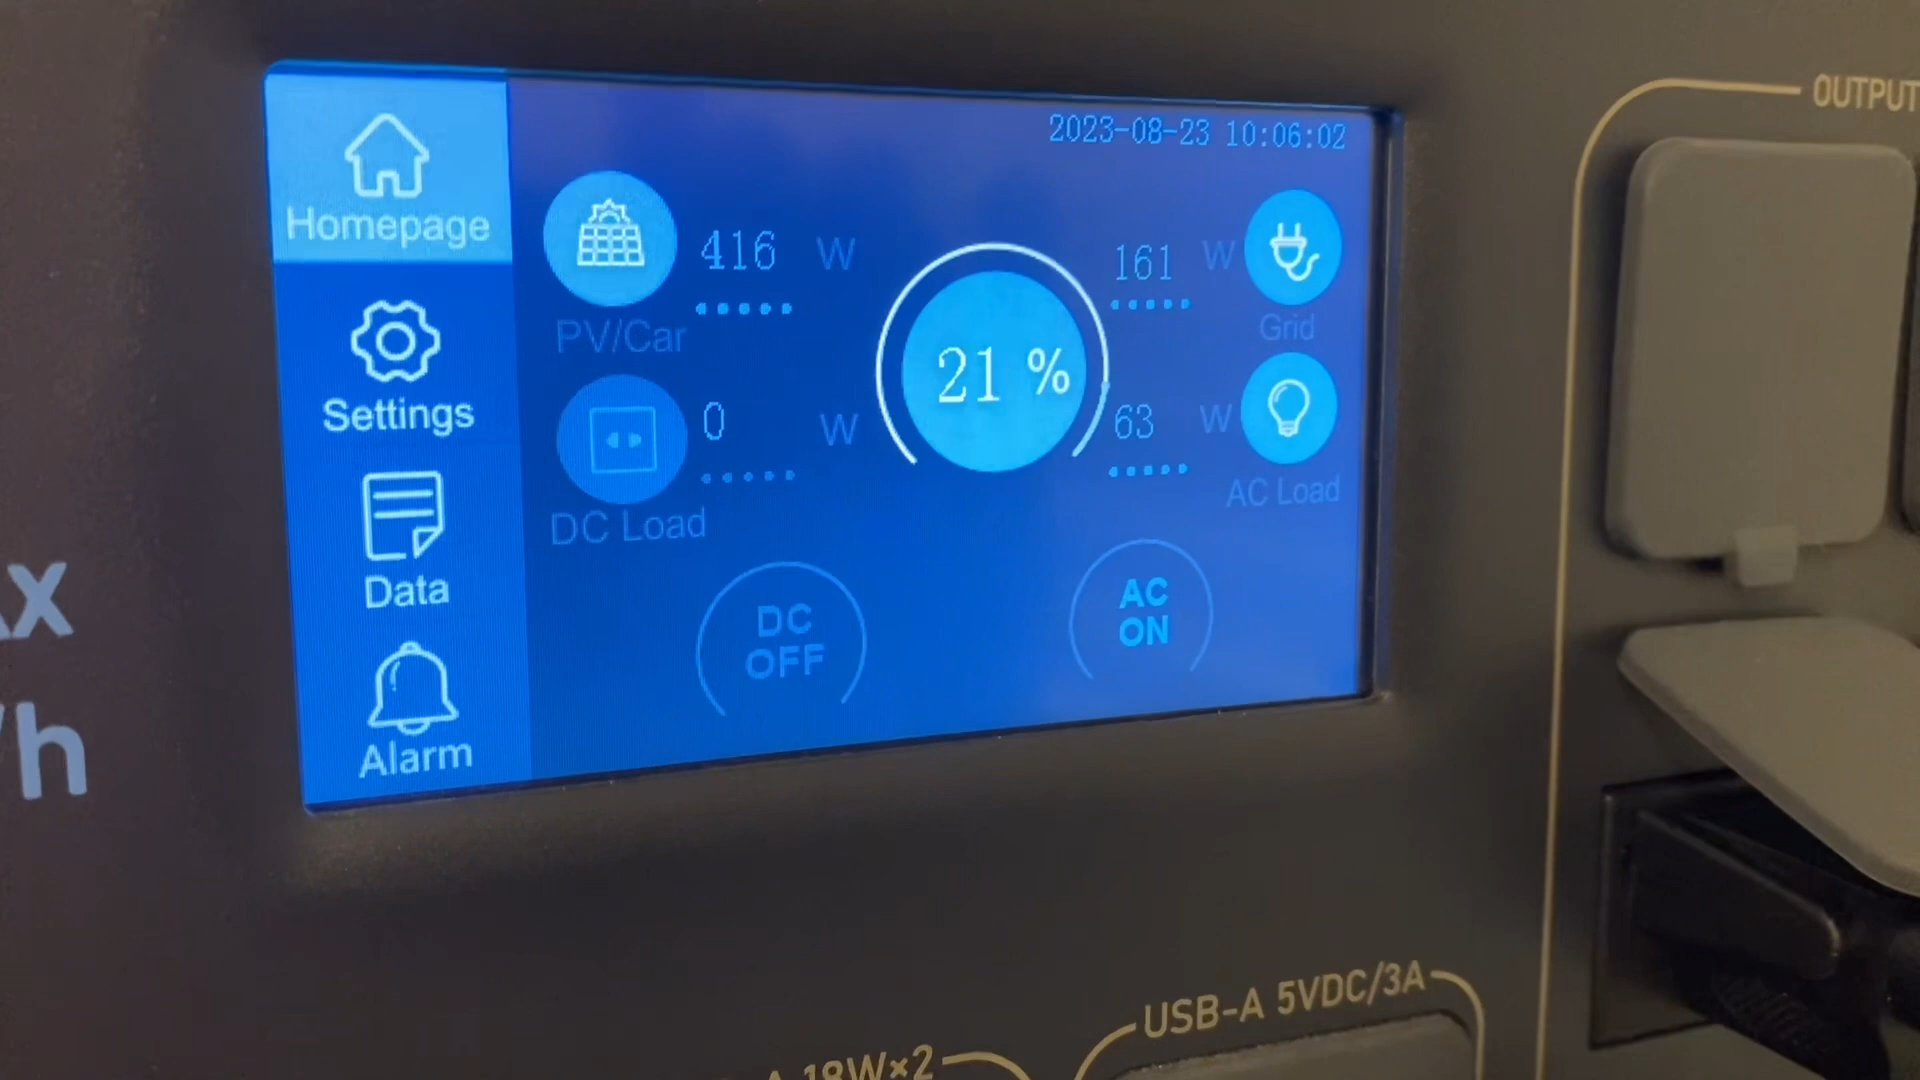 2023-08-23 10:06:02
Homepage
416 W
PV/Car
161 W
Grid
21 %
Settings
0 W
DC Load
63 W
AC Load
Data
DC
OFF
AC
ON
Alarm
x
h
OUTPUT
USB-A 5VDC/3A
18W×2